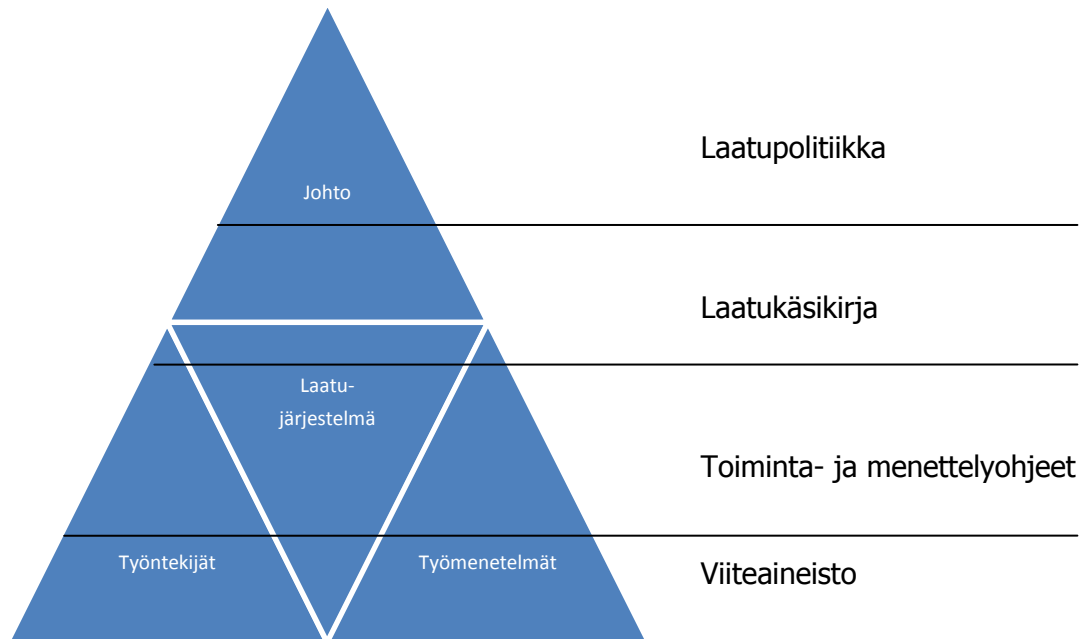 Laatupolitiikka
Johto
Laatukäsikirja
Laatu-
järjestelmä
Toiminta- ja menettelyohjeet
Työntekijät
Työmenetelmät
Viiteaineisto